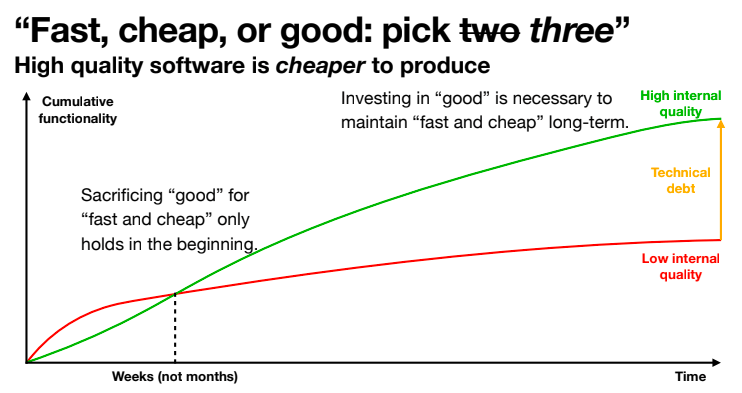 “Fast, cheap, or good: pick two three”
High quality software is cheaper to produce
Cumulative
functionality
Investing in “good” is necessary to
maintain “fast and cheap” long-term.
High internal
quality
Technical
debt
Sacrificing “good” for
“fast and cheap” only
holds in the beginning.
Low internal
quality
Weeks (not months)
Time